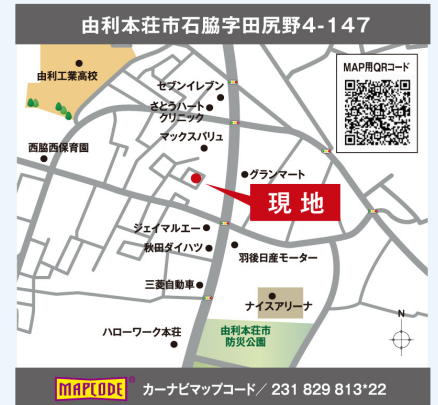 由利本荘市石脇字田尻野4-147
由利工業高校
MAP用QRコード
セブンイレブン
さとうハート
クリニック
マックスバリュ
西脇西保育園
グランマート
現地
ジェイマルエー
秋田ダイハツ
羽後日産モーター
三菱自動車
ナイスアリーナ
N
ハローワーク本荘
由利本荘市
防災公園
MAPCODE® カーナビマップコード/ 231 829 813*22